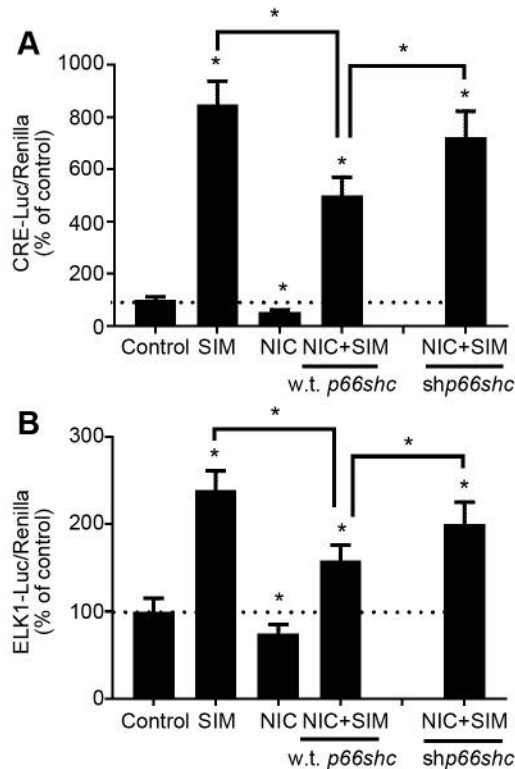 A
CRE-Luc/Renilla
(% of control)
1000
800
600
400
200
0
* * * * * *
Control SIM NIC NIC+SIM NIC+SIM
w.t. p66shc shp66shc
B
ELK1-Luc/Renilla
(% of control)
300
200
100
0
* * * * * *
Control SIM NIC NIC+SIM NIC+SIM
w.t. p66shc shp66shc